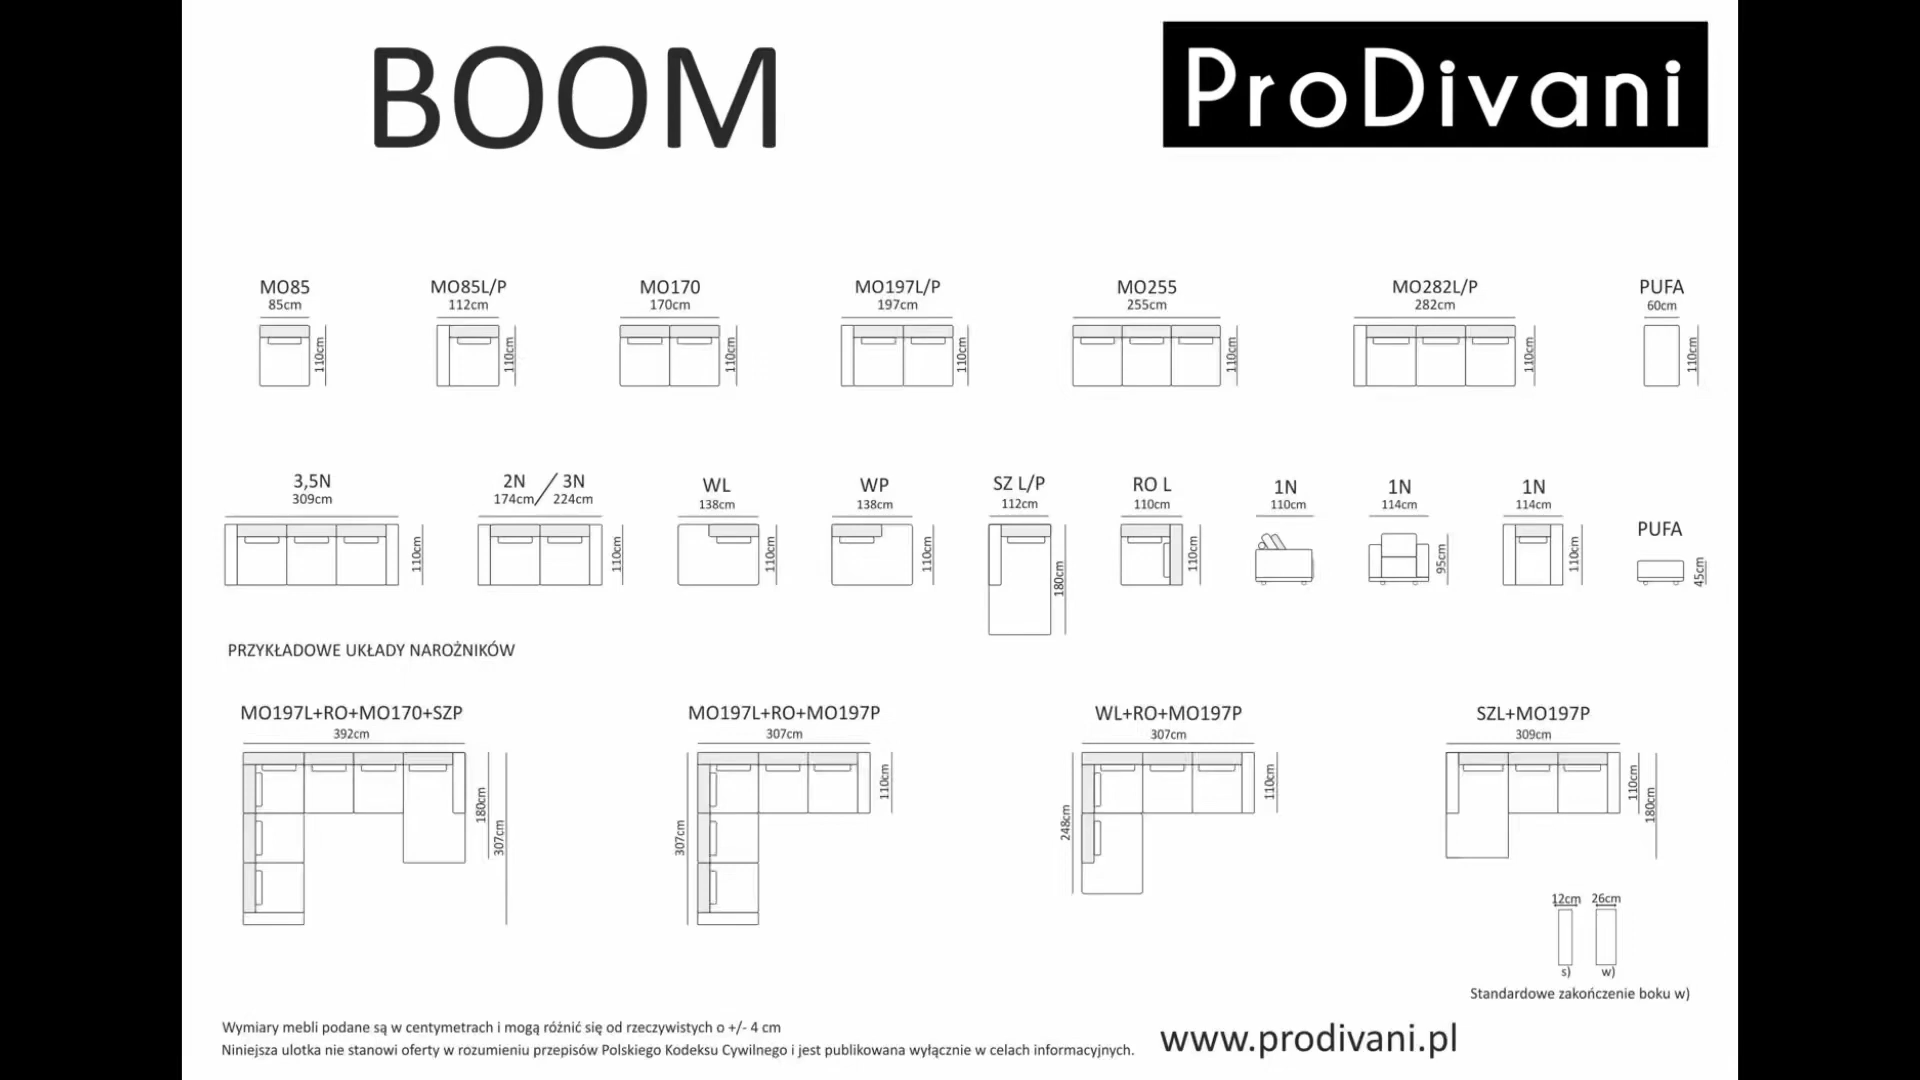 BOOM
ProDivani
MO85
85cm
110cm
MO85L/P
112cm
110cm
MO170
170cm
110cm
MO197L/P
197cm
110cm
MO255
255cm
110cm
MO282L/P
282cm
110cm
PUFA
60cm
110cm
3,5N
309cm
110cm
2N / 3N
174cm / 224cm
110cm
WL
138cm
110cm
WP
138cm
110cm
SZ L/P
112cm
180cm
RO L
110cm
110cm
1N
110cm
1N
114cm
95cm
1N
114cm
110cm
PUFA
45cm
PRZYKŁADOWE UKŁADY NAROŻNIKÓW
MO197L+RO+MO170+SZP
392cm
180cm
307cm
MO197L+RO+MO197P
307cm
110cm
307cm
WL+RO+MO197P
307cm
110cm
248cm
SZL+MO197P
309cm
110cm
180cm
12cm 26cm
s) w)
Standardowe zakończenie boku w)
Wymiary mebli podane są w centymetrach i mogą różnić się od rzeczywistych o +/- 4 cm
Niniejsza ulotka nie stanowi oferty w rozumieniu przepisów Polskiego Kodeksu Cywilnego i jest publikowana wyłącznie w celach informacyjnych.
www.prodivani.pl